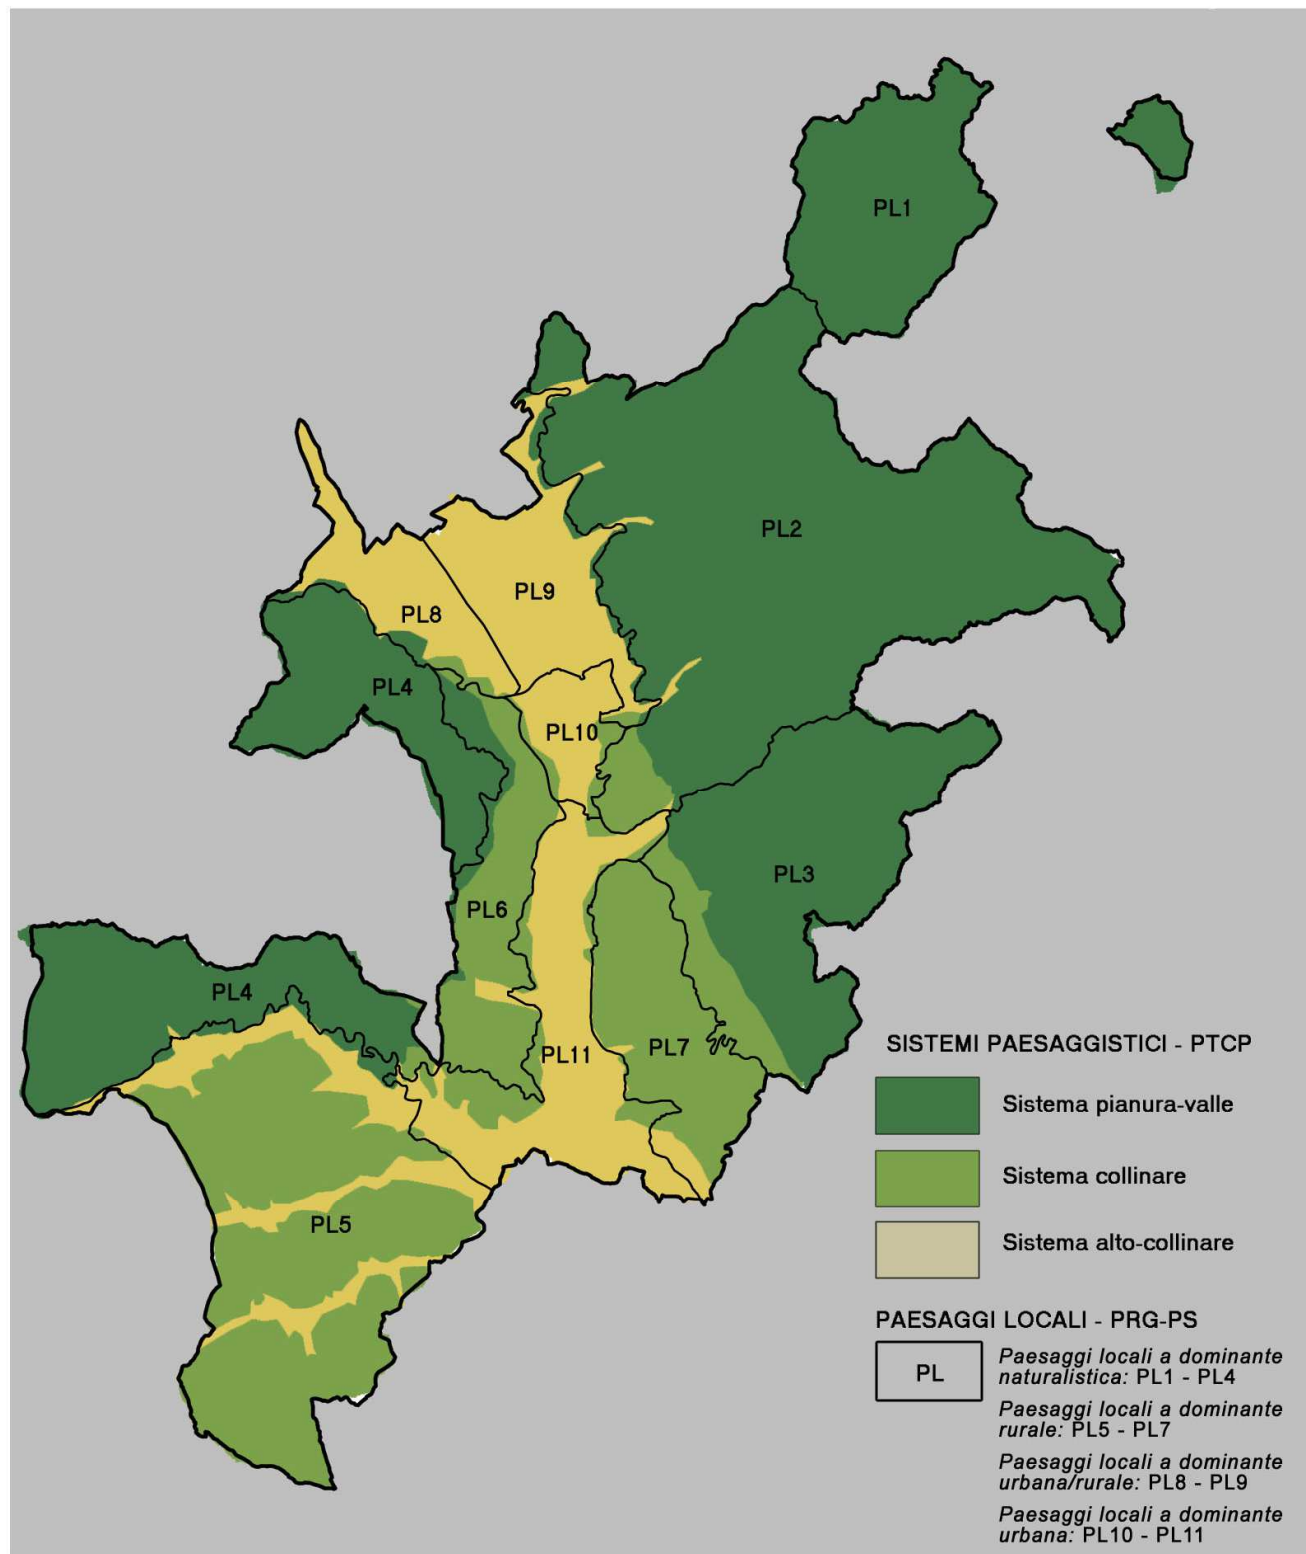 PL1
PL2
PL9
PL8
PL4
PL10
PL3
PL6
PL4
PL11
PL7
PL5
SISTEMI PAESAGGISTICI - PTCP
Sistema pianura-valle
Sistema collinare
Sistema alto-collinare
PAESAGGI LOCALI - PRG-PS
PL
Paesaggi locali a dominante
naturalistica: PL1 - PL4
Paesaggi locali a dominante
rurale: PL5 - PL7
Paesaggi locali a dominante
urbana/rurale: PL8 - PL9
Paesaggi locali a dominante
urbana: PL10 - PL11